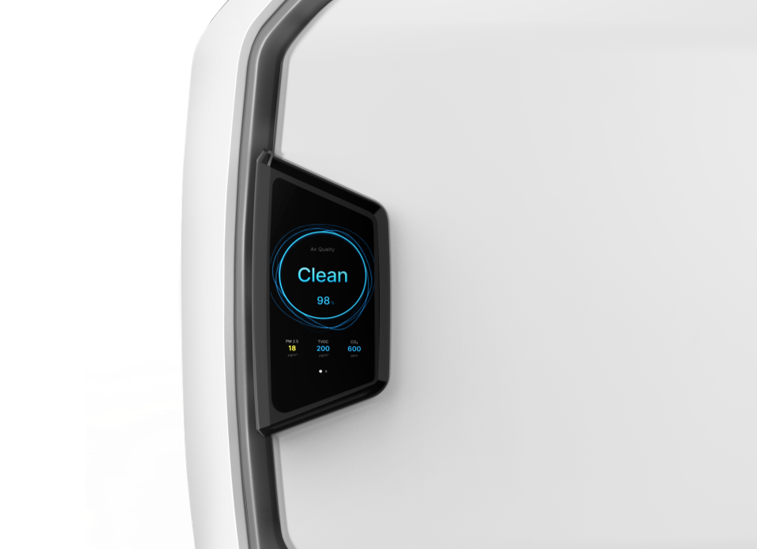 Air Quality
Clean
98%
PM 2.5 TVOC CO₂
18 200 600